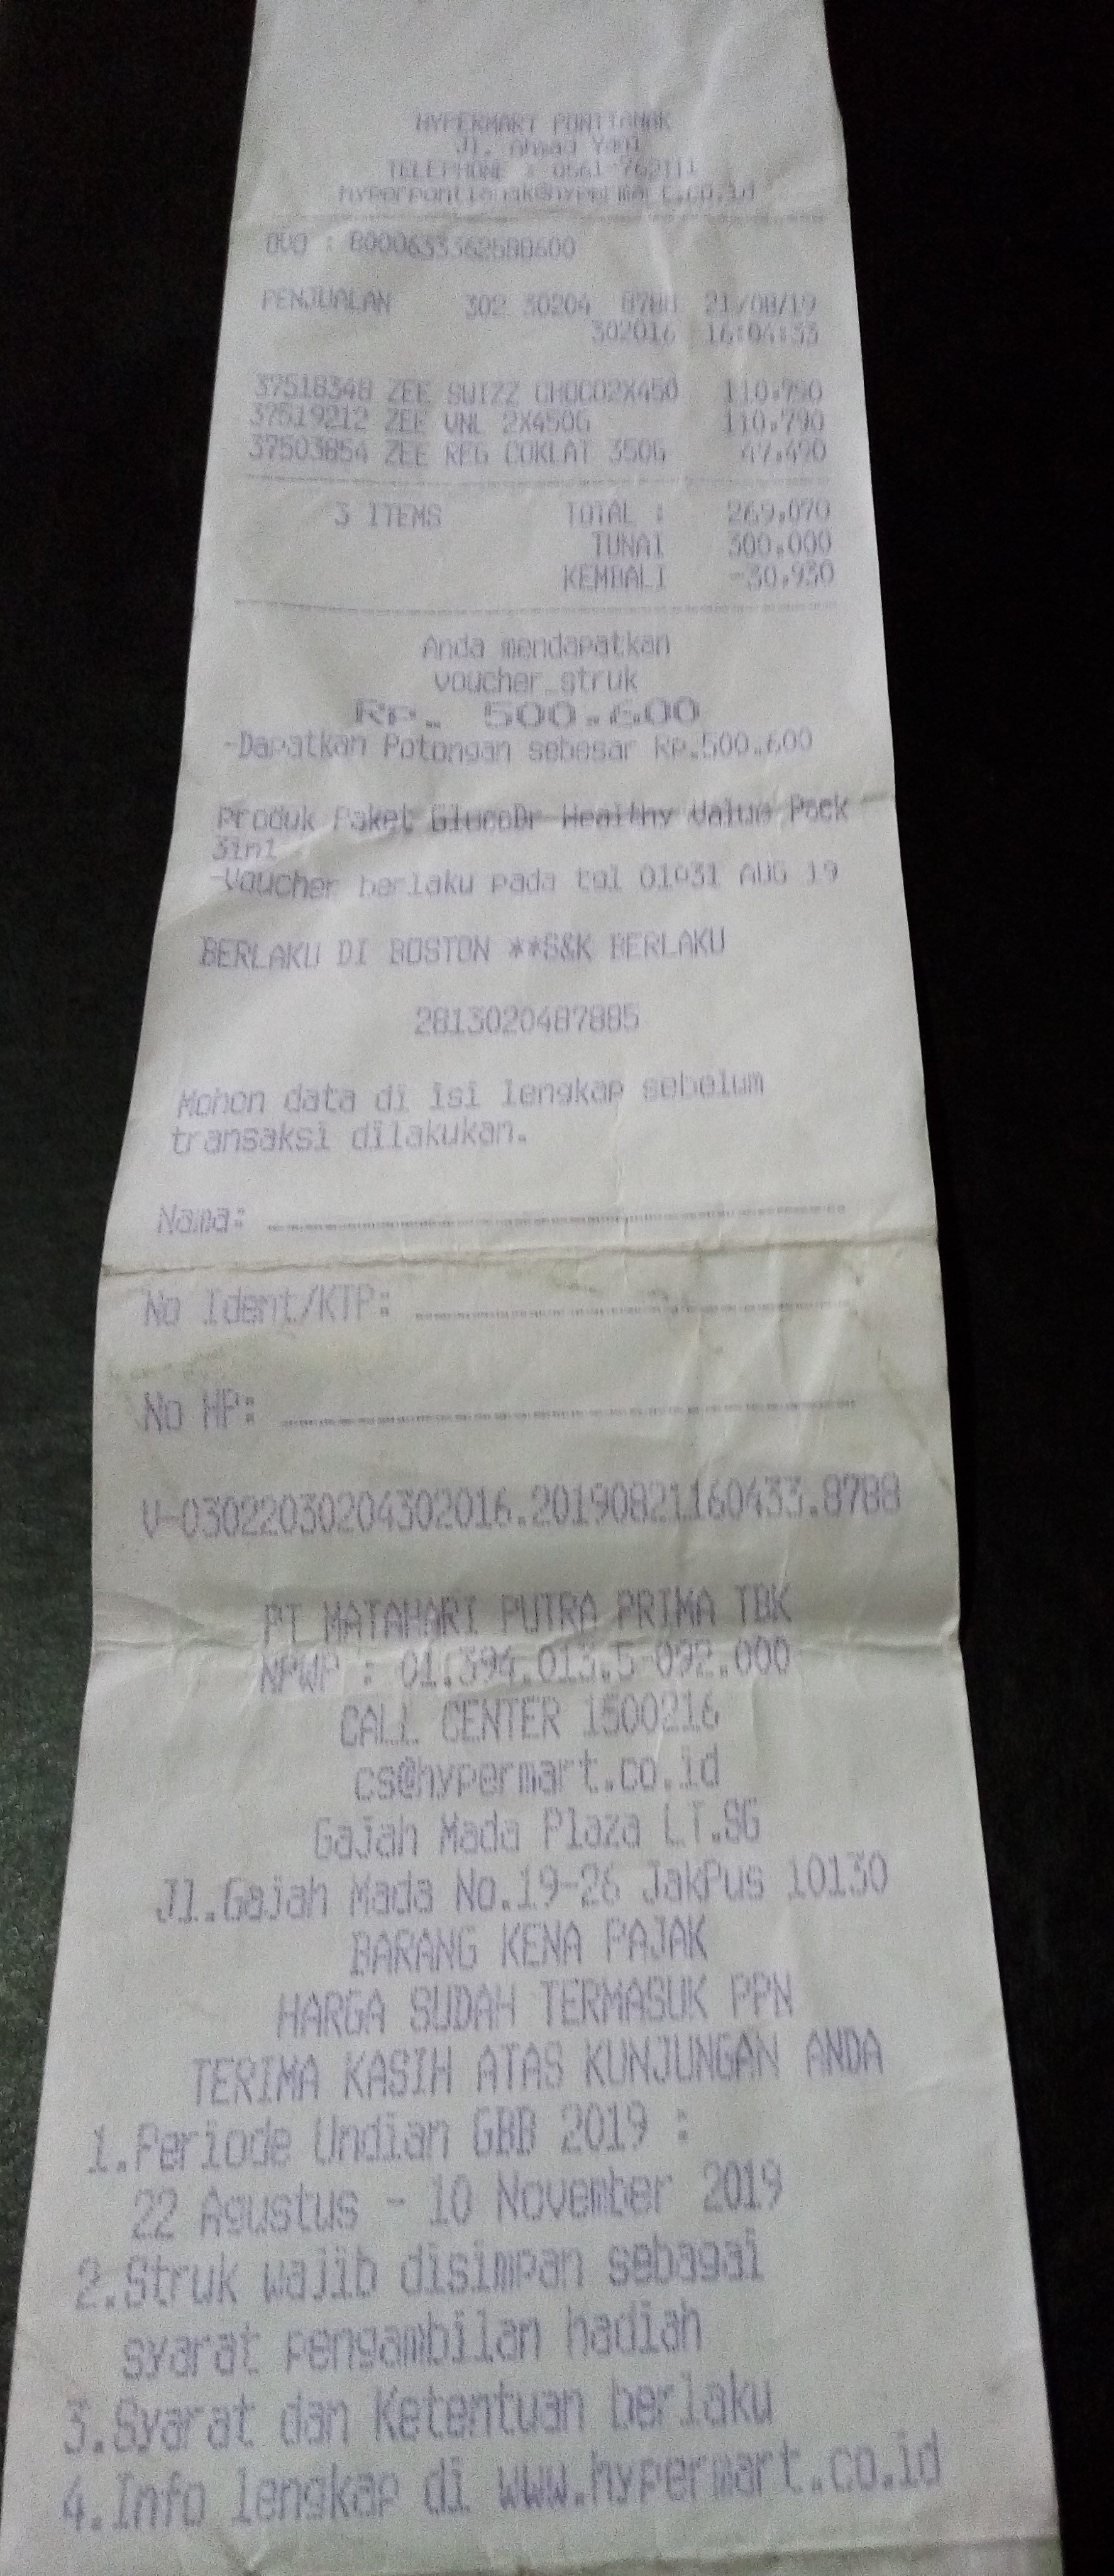 HYPERMART PONTIANAK
Jl. Ahmad Yani
TELEPHONE : 0561 762111
hyperpontianak@hypermart.co.id
OVO : 8000633362588600
PENJUALAN 302 30204 8788 21/08/19
302016 16:04:33
37518348 ZEE SWIZZ CHOCO2X450 110.790
37519212 ZEE VNL 2X450G 110.790
37503854 ZEE REG COKLAT 350G 47.490
3 ITEMS TOTAL : 269.070
TUNAI 300.000
KEMBALI -30.930
Anda mendapatkan
voucher struk
Rp. 500.600
-Dapatkan Potongan sebesar Rp.500.600
Produk Paket GlucoDr Healthy Value Pack
3in1
-Voucher berlaku pada tgl 01 31 AUG 19
BERLAKU DI BOSTON **S&K BERLAKU
2813020487885
Mohon data di isi lengkap sebelum
transaksi dilakukan.
Nama:
No Ident/KTP:
No HP:
V-03022030204302016.20190821160433.8788
PT MATAHARI PUTRA PRIMA TBK
NPWP : 01.394.013.5-092.000
CALL CENTER 1500216
cs@hypermart.co.id
Gajah Mada Plaza LT.SG
Jl.Gajah Mada No.19-26 JakPus 10130
BARANG KENA PAJAK
HARGA SUDAH TERMASUK PPN
TERIMA KASIH ATAS KUNJUNGAN ANDA
1.Periode Undian GBB 2019 :
22 Agustus - 10 November 2019
2.Struk wajib disimpan sebagai
syarat pengambilan hadiah
3.Syarat dan Ketentuan berlaku
4.Info lengkap di www.hypermart.co.id